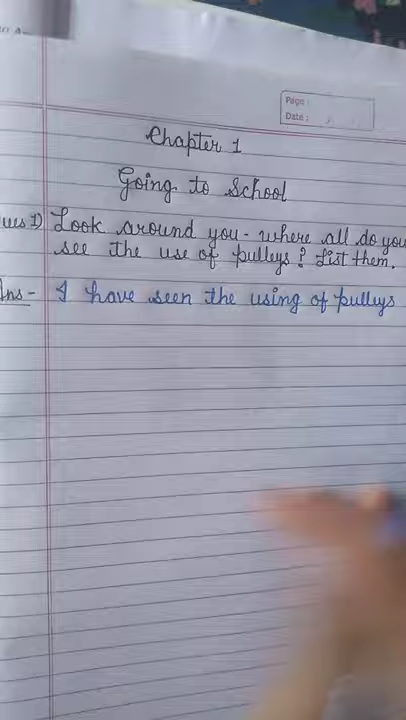 Page :
Date :
Chapter 1
Going to School
ues 1) Look around you - where all do you
see the use of pulleys? List them.
Ans - I have seen the using of pulleys